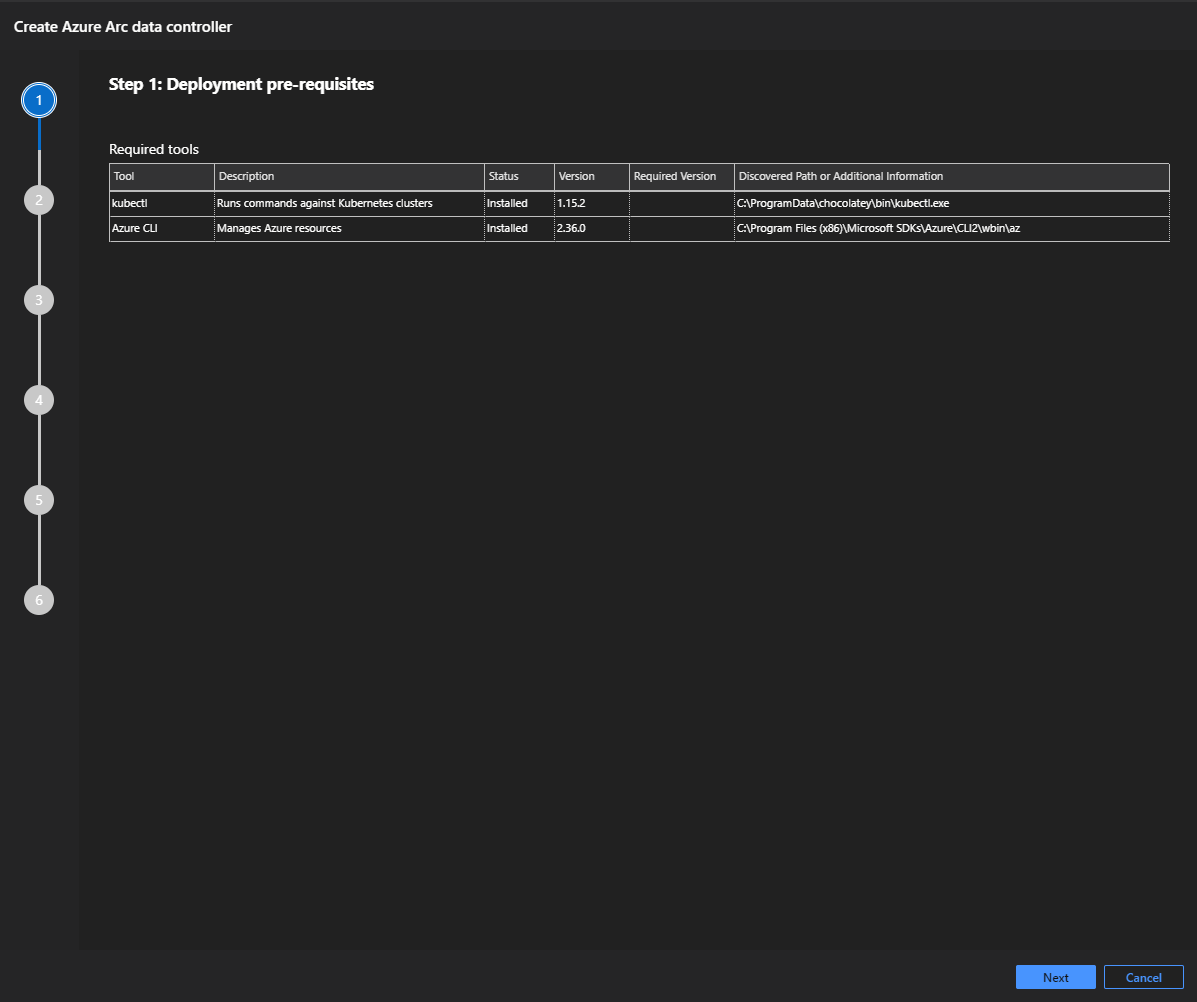 Create Azure Arc data controller
1
2
3
4
5
6
Step 1: Deployment pre-requisites
Required tools
Tool Description Status Version Required Version Discovered Path or Additional Information
kubectl Runs commands against Kubernetes clusters Installed 1.15.2 C:\ProgramData\chocolatey\bin\kubectl.exe
Azure CLI Manages Azure resources Installed 2.36.0 C:\Program Files (x86)\Microsoft SDKs\Azure\CLI2\wbin\az
Next Cancel